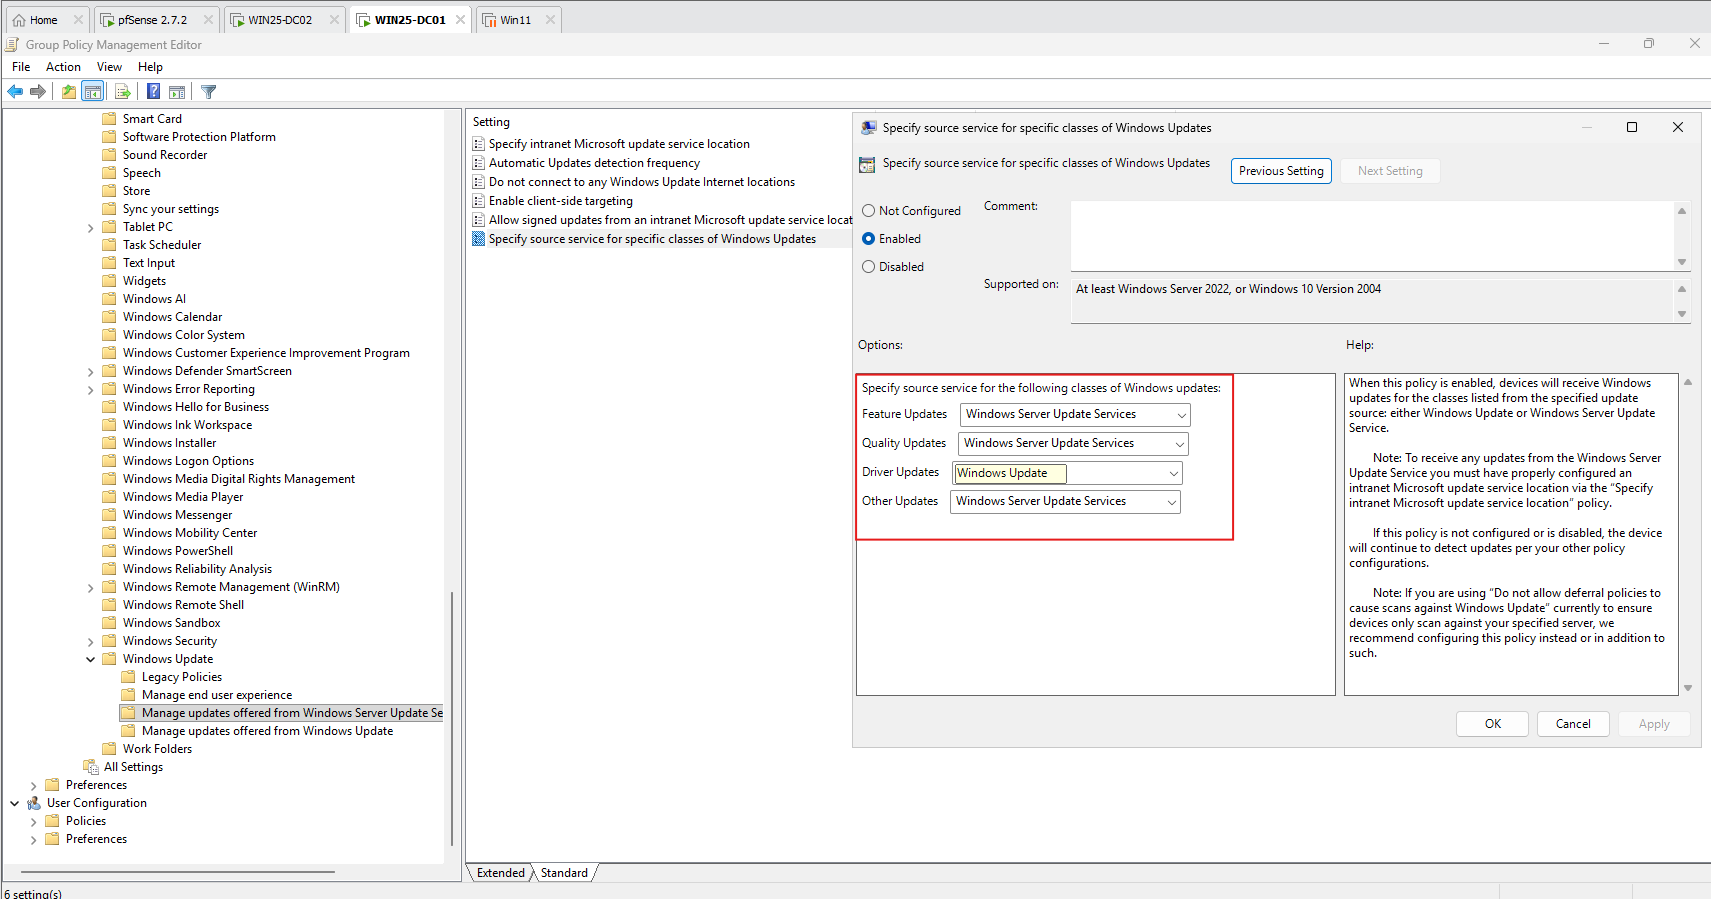 Home
pfSense 2.7.2
WIN25-DC02
WIN25-DC01
Win11
Group Policy Management Editor
File Action View Help
Smart Card
Software Protection Platform
Sound Recorder
Speech
Store
Sync your settings
Tablet PC
Task Scheduler
Text Input
Widgets
Windows AI
Windows Calendar
Windows Color System
Windows Customer Experience Improvement Program
Windows Defender SmartScreen
Windows Error Reporting
Windows Hello for Business
Windows Ink Workspace
Windows Installer
Windows Logon Options
Windows Media Digital Rights Management
Windows Media Player
Windows Messenger
Windows Mobility Center
Windows PowerShell
Windows Reliability Analysis
Windows Remote Management (WinRM)
Windows Remote Shell
Windows Sandbox
Windows Security
Windows Update
Legacy Policies
Manage end user experience
Manage updates offered from Windows Server Update Se
Manage updates offered from Windows Update
Work Folders
All Settings
Preferences
User Configuration
Policies
Preferences
6 setting(s)
Setting
Specify intranet Microsoft update service location
Automatic Updates detection frequency
Do not connect to any Windows Update Internet locations
Enable client-side targeting
Allow signed updates from an intranet Microsoft update service locat
Specify source service for specific classes of Windows Updates
Extended
Standard
Specify source service for specific classes of Windows Updates
Specify source service for specific classes of Windows Updates
Previous Setting
Next Setting
Not Configured
Enabled
Disabled
Comment:
Supported on:
At least Windows Server 2022, or Windows 10 Version 2004
Options:
Help:
Specify source service for the following classes of Windows updates:
Feature Updates Windows Server Update Services
Quality Updates Windows Server Update Services
Driver Updates Windows Update
Other Updates Windows Server Update Services
When this policy is enabled, devices will receive Windows
updates for the classes listed from the specified update
source: either Windows Update or Windows Server Update
Service.
Note: To receive any updates from the Windows Server
Update Service you must have properly configured an
intranet Microsoft update service location via the “Specify
intranet Microsoft update service location” policy.
If this policy is not configured or is disabled, the device
will continue to detect updates per your other policy
configurations.
Note: If you are using “Do not allow deferral policies to
cause scans against Windows Update” currently to ensure
devices only scan against your specified server, we
recommend configuring this policy instead or in addition to
such.
OK
Cancel
Apply